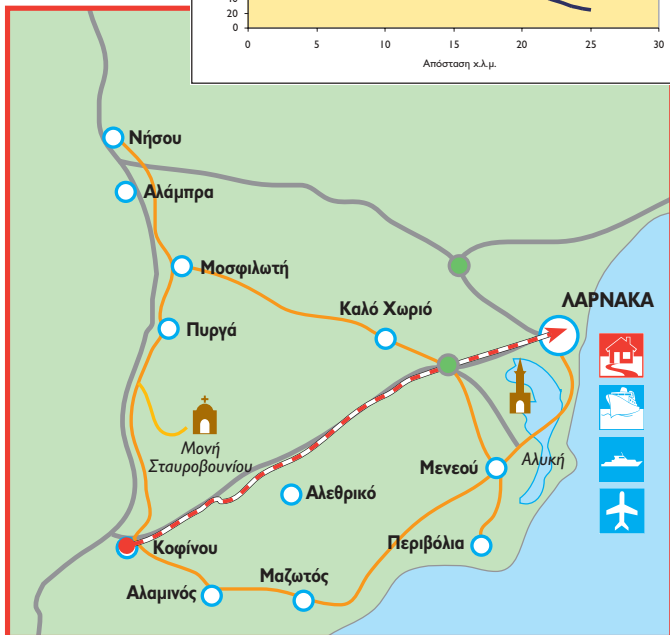 40
20
0
0 5 10 15 20 25 30
Απόσταση χ.λ.μ.
Νήσου
Αλάμπρα
Μοσφιλωτή
ΛΑΡΝΑΚΑ
Καλό Χωριό
Πυργά
Μονή
Σταυροβουνίου
Μενεού
Αλυκή
Αλεθρικό
Κοφίνου
Περιβόλια
Μαζωτός
Αλαμινός